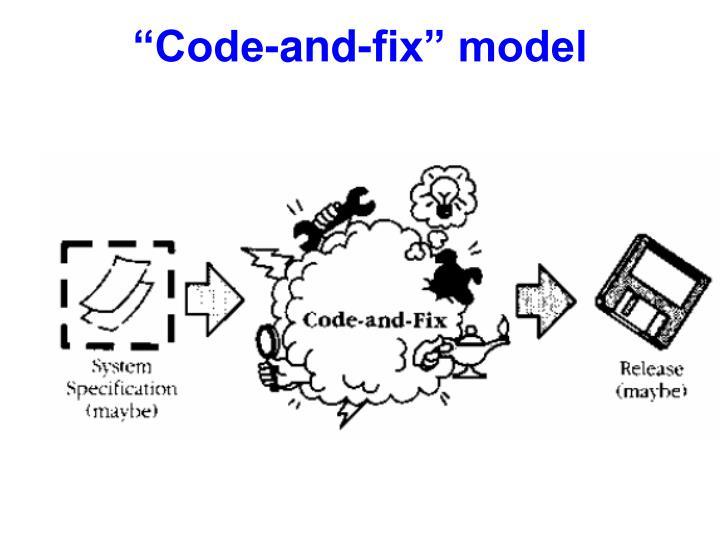 “Code-and-fix” model
Code-and-Fix
System
Specification
(maybe)
Release
(maybe)